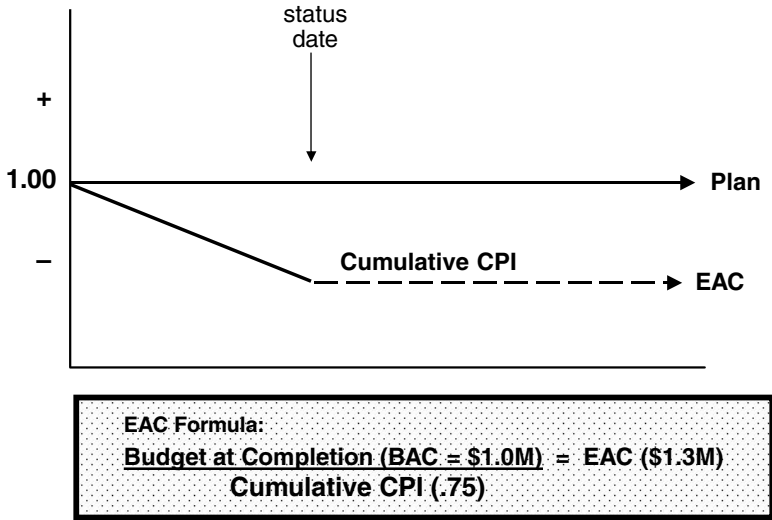 status
date
+
1.00
Plan
–
Cumulative CPI
EAC
EAC Formula:
Budget at Completion (BAC = $1.0M) = EAC ($1.3M)
Cumulative CPI (.75)